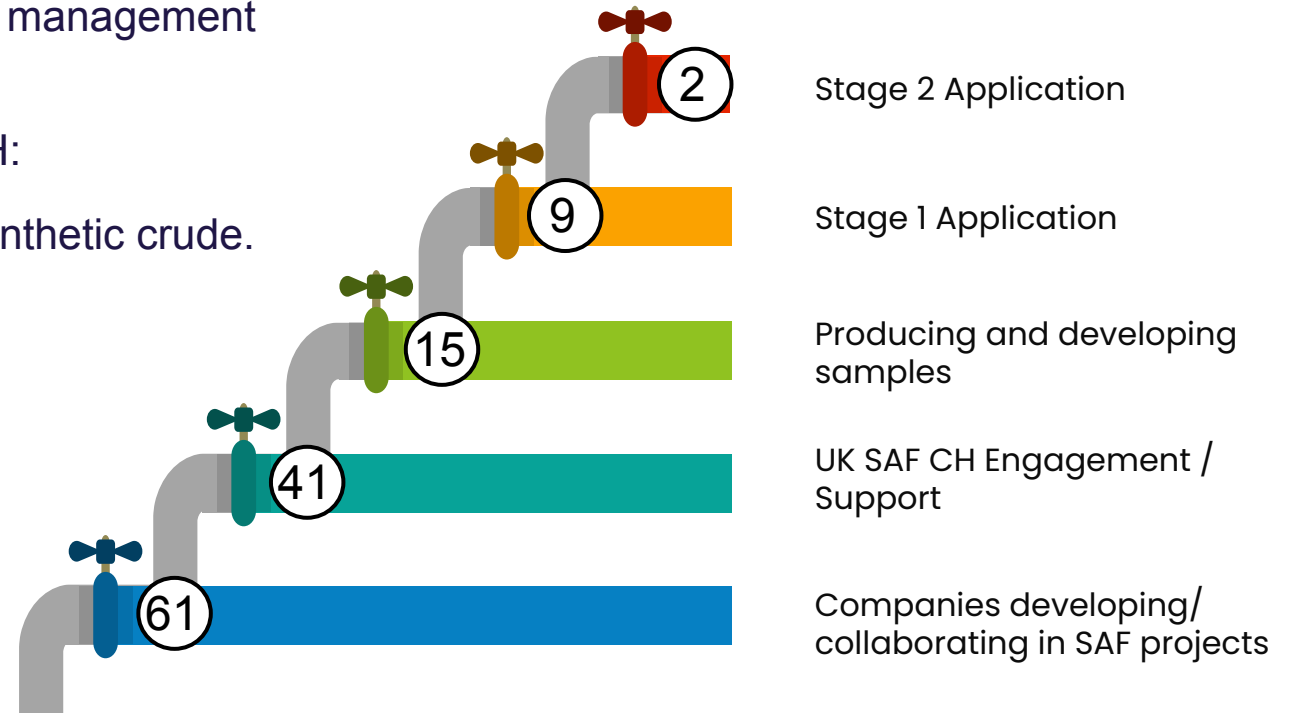 management
:
nthetic crude.
2
Stage 2 Application
9
Stage 1 Application
15
Producing and developing
samples
41
UK SAF CH Engagement /
Support
61
Companies developing/
collaborating in SAF projects